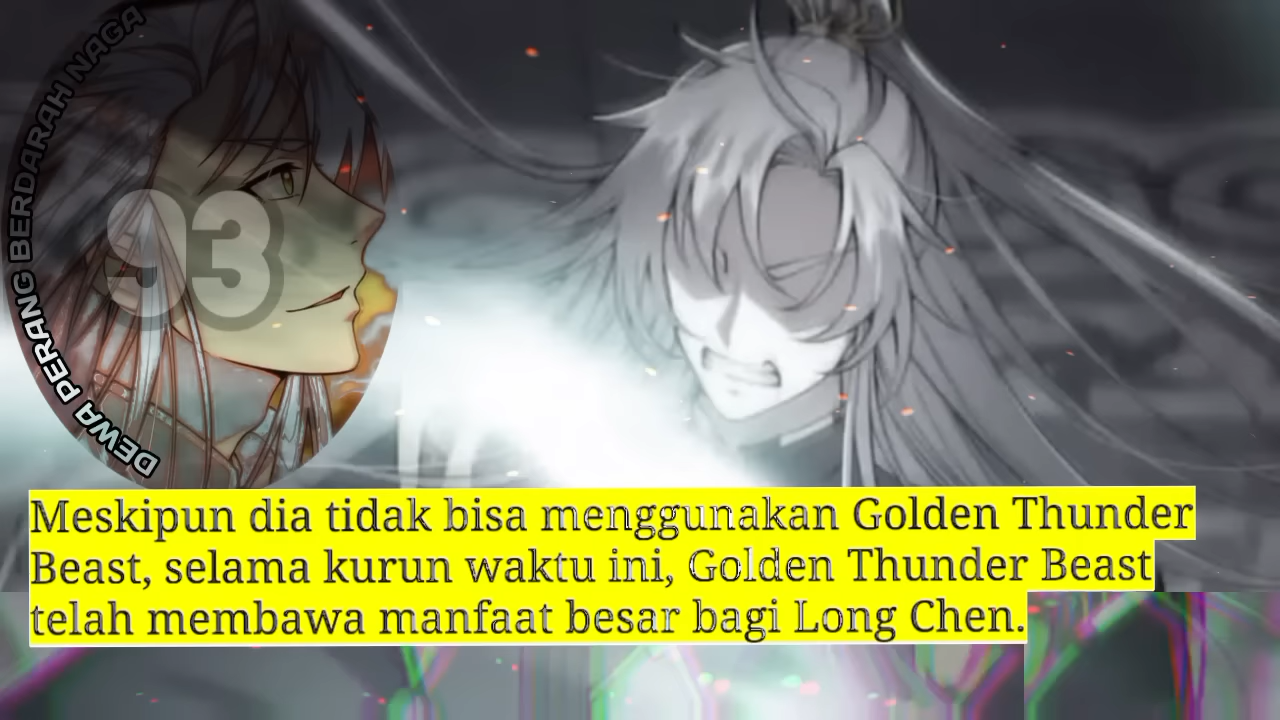 DEWA PERANG BERDARAH NAGA
93
Meskipun dia tidak bisa menggunakan Golden Thunder
Beast, selama kurun waktu ini, Golden Thunder Beast
telah membawa manfaat besar bagi Long Chen.